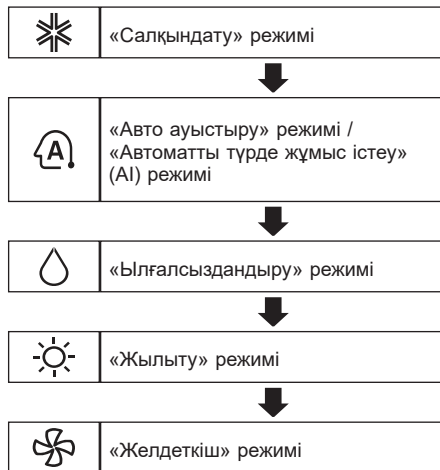 «Салқындату» режимі
A
«Авто ауыстыру» режимі /
«Автоматты түрде жұмыс істеу»
(AI) режимі
«Ылғалсыздандыру» режимі
«Жылыту» режимі
«Желдеткіш» режимі